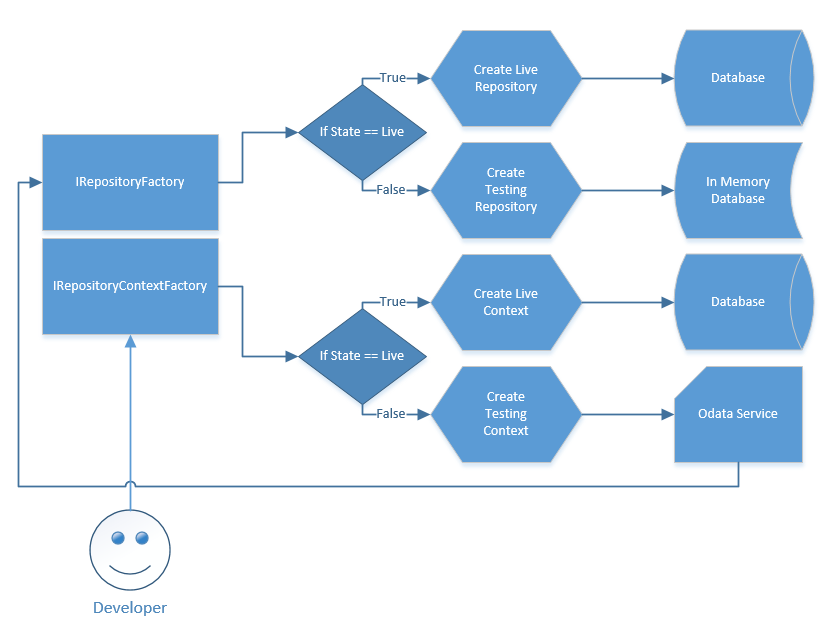 True
Create Live
Repository
Database
If State == Live
IRepositoryFactory
False
Create
Testing
Repository
In Memory
Database
IRepositoryContextFactory
True
Create Live
Context
Database
If State == Live
False
Create
Testing
Context
Odata Service
Developer